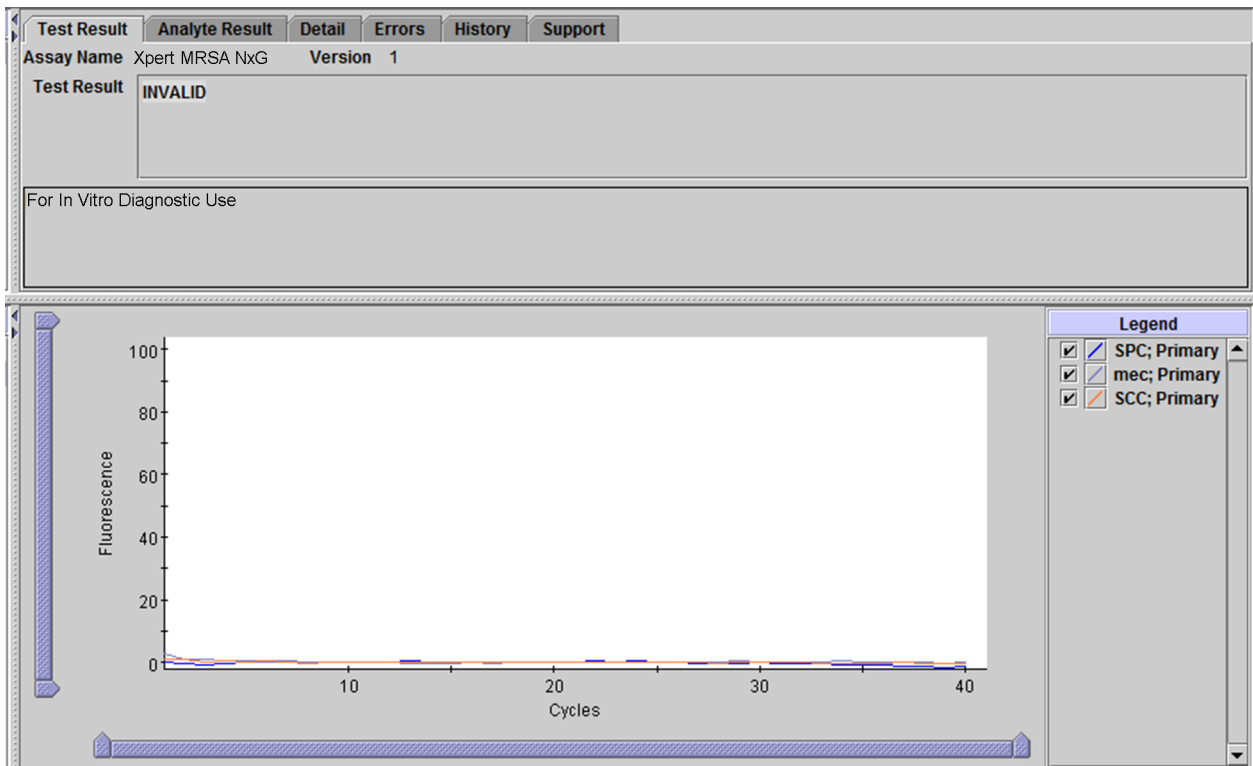 Test Result Analyte Result Detail Errors History Support
Assay Name Xpert MRSA NxG Version 1
Test Result INVALID
For In Vitro Diagnostic Use
Legend
SPC; Primary
mec; Primary
SCC; Primary
100
80
60
40
20
0
Fluorescence
10 20 30 40
Cycles